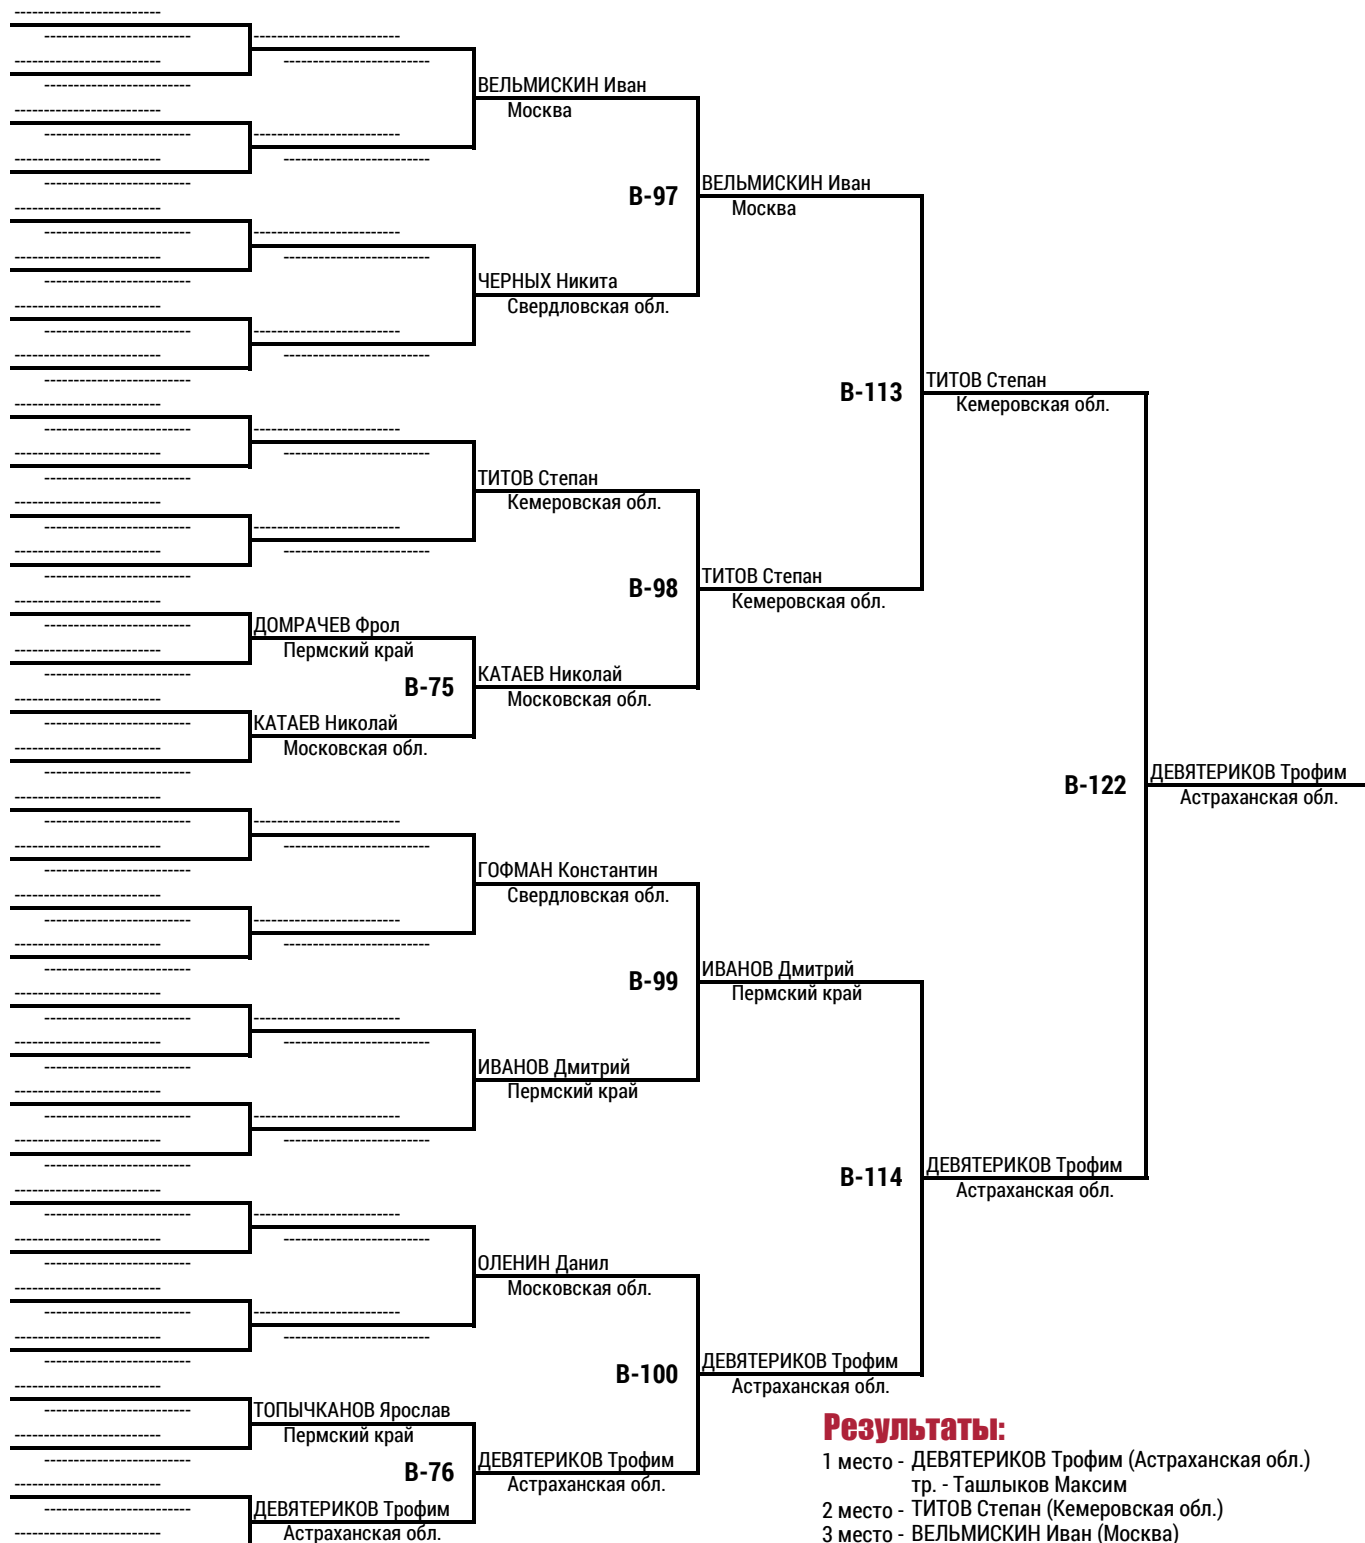 ВЕЛЬМИСКИН Иван
Москва
В-97
ВЕЛЬМИСКИН Иван
Москва
ЧЕРНЫХ Никита
Свердловская обл.
В-113
ТИТОВ Степан
Кемеровская обл.
ТИТОВ Степан
Кемеровская обл.
В-98
ТИТОВ Степан
Кемеровская обл.
ДОМРАЧЕВ Фрол
Пермский край
В-75
КАТАЕВ Николай
Московская обл.
КАТАЕВ Николай
Московская обл.
В-122
ДЕВЯТЕРИКОВ Трофим
Астраханская обл.
ГОФМАН Константин
Свердловская обл.
В-99
ИВАНОВ Дмитрий
Пермский край
ИВАНОВ Дмитрий
Пермский край
В-114
ДЕВЯТЕРИКОВ Трофим
Астраханская обл.
ОЛЕНИН Данил
Московская обл.
В-100
ДЕВЯТЕРИКОВ Трофим
Астраханская обл.
ТОПЫЧКАНОВ Ярослав
Пермский край
В-76
ДЕВЯТЕРИКОВ Трофим
Астраханская обл.
ДЕВЯТЕРИКОВ Трофим
Астраханская обл.
Результаты:
1 место - ДЕВЯТЕРИКОВ Трофим (Астраханская обл.)
тр. - Ташлыков Максим
2 место - ТИТОВ Степан (Кемеровская обл.)
3 место - ВЕЛЬМИСКИН Иван (Москва)